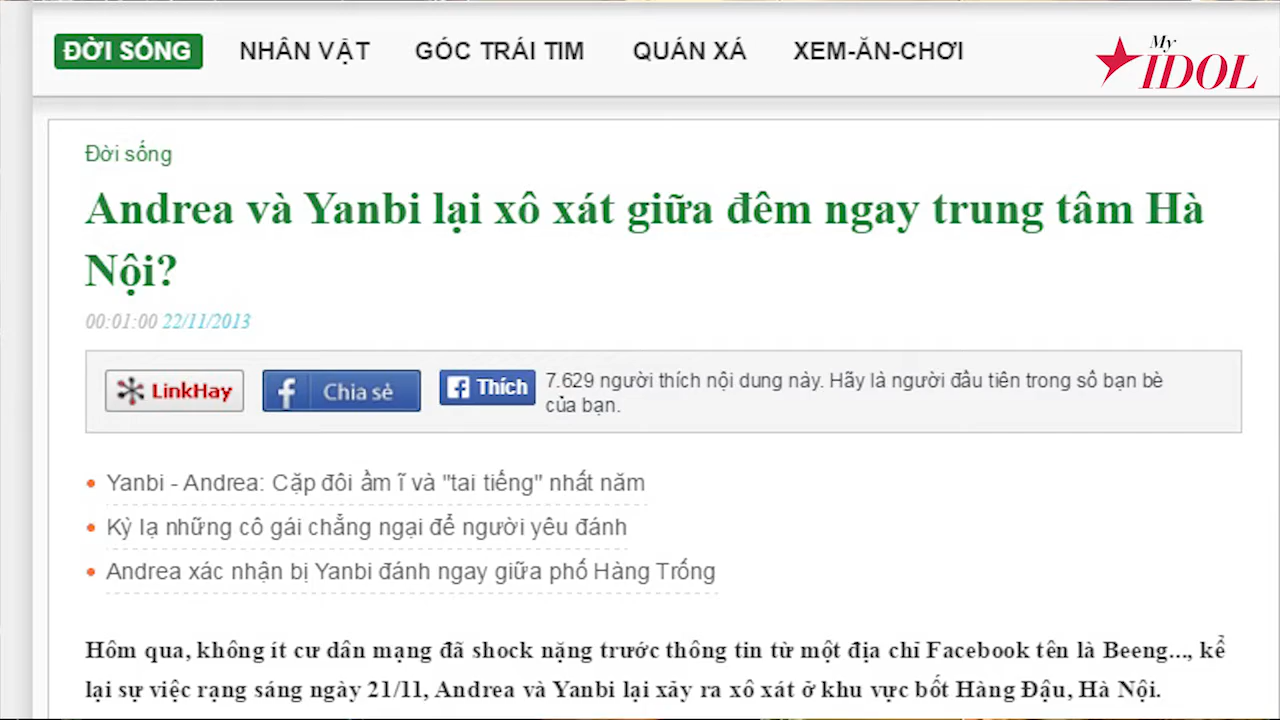 ĐỜI SỐNG NHÂN VẬT GÓC TRÁI TIM QUÁN XÁ XEM-ĂN-CHƠI
My IDOL
Đời sống
Andrea và Yanbi lại xô xát giữa đêm ngay trung tâm Hà
Nội?
00:01:00 22/11/2013
LinkHay Chia sẻ Thích 7.629 người thích nội dung này. Hãy là người đầu tiên trong số bạn bè
của bạn.
Yanbi - Andrea: Cặp đôi ầm ĩ và "tai tiếng" nhất năm
Kỳ lạ những cô gái chẳng ngại để người yêu đánh
Andrea xác nhận bị Yanbi đánh ngay giữa phố Hàng Trống
Hôm qua, không ít cư dân mạng đã shock nặng trước thông tin từ một địa chỉ Facebook tên là Beeng..., kể
lại sự việc rạng sáng ngày 21/11, Andrea và Yanbi lại xảy ra xô xát ở khu vực bốt Hàng Đậu, Hà Nội.